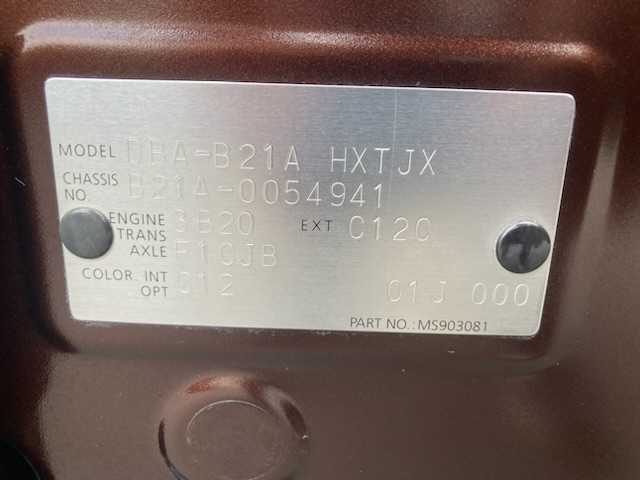 MODEL DBA-B21A HXTJX
CHASSIS NO. B21A-0054941
ENGINE 3B20 EXT C12C
TRANS AXLE F1CJB
COLOR. INT OPT C12 01J 000
PART NO.: MS903081